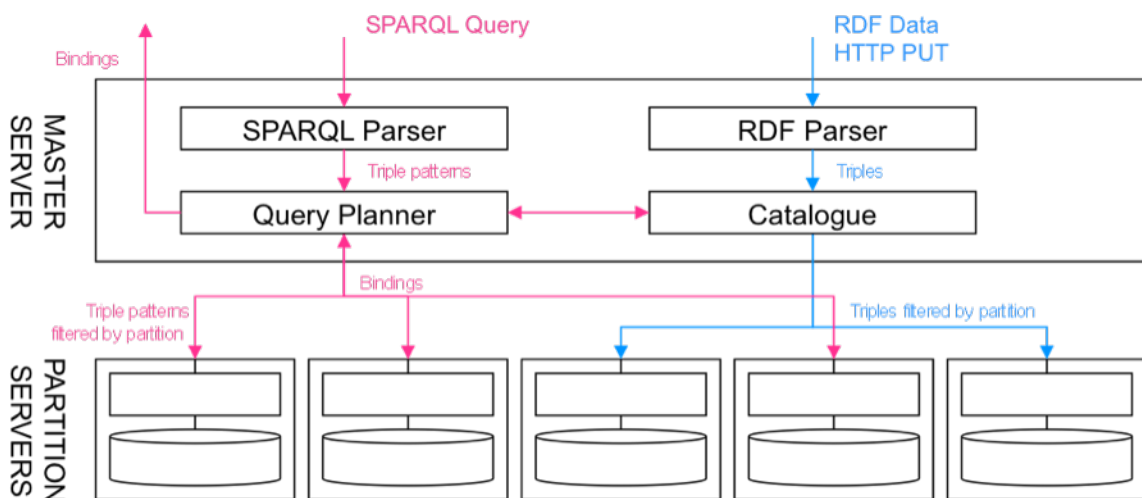 SPARQL Query
RDF Data
HTTP PUT
Bindings
MASTER
SERVER
SPARQL Parser
RDF Parser
Triple patterns
Triples
Query Planner
Catalogue
Bindings
Triple patterns
filtered by partition
Triples filtered by partition
PARTITION
SERVERS